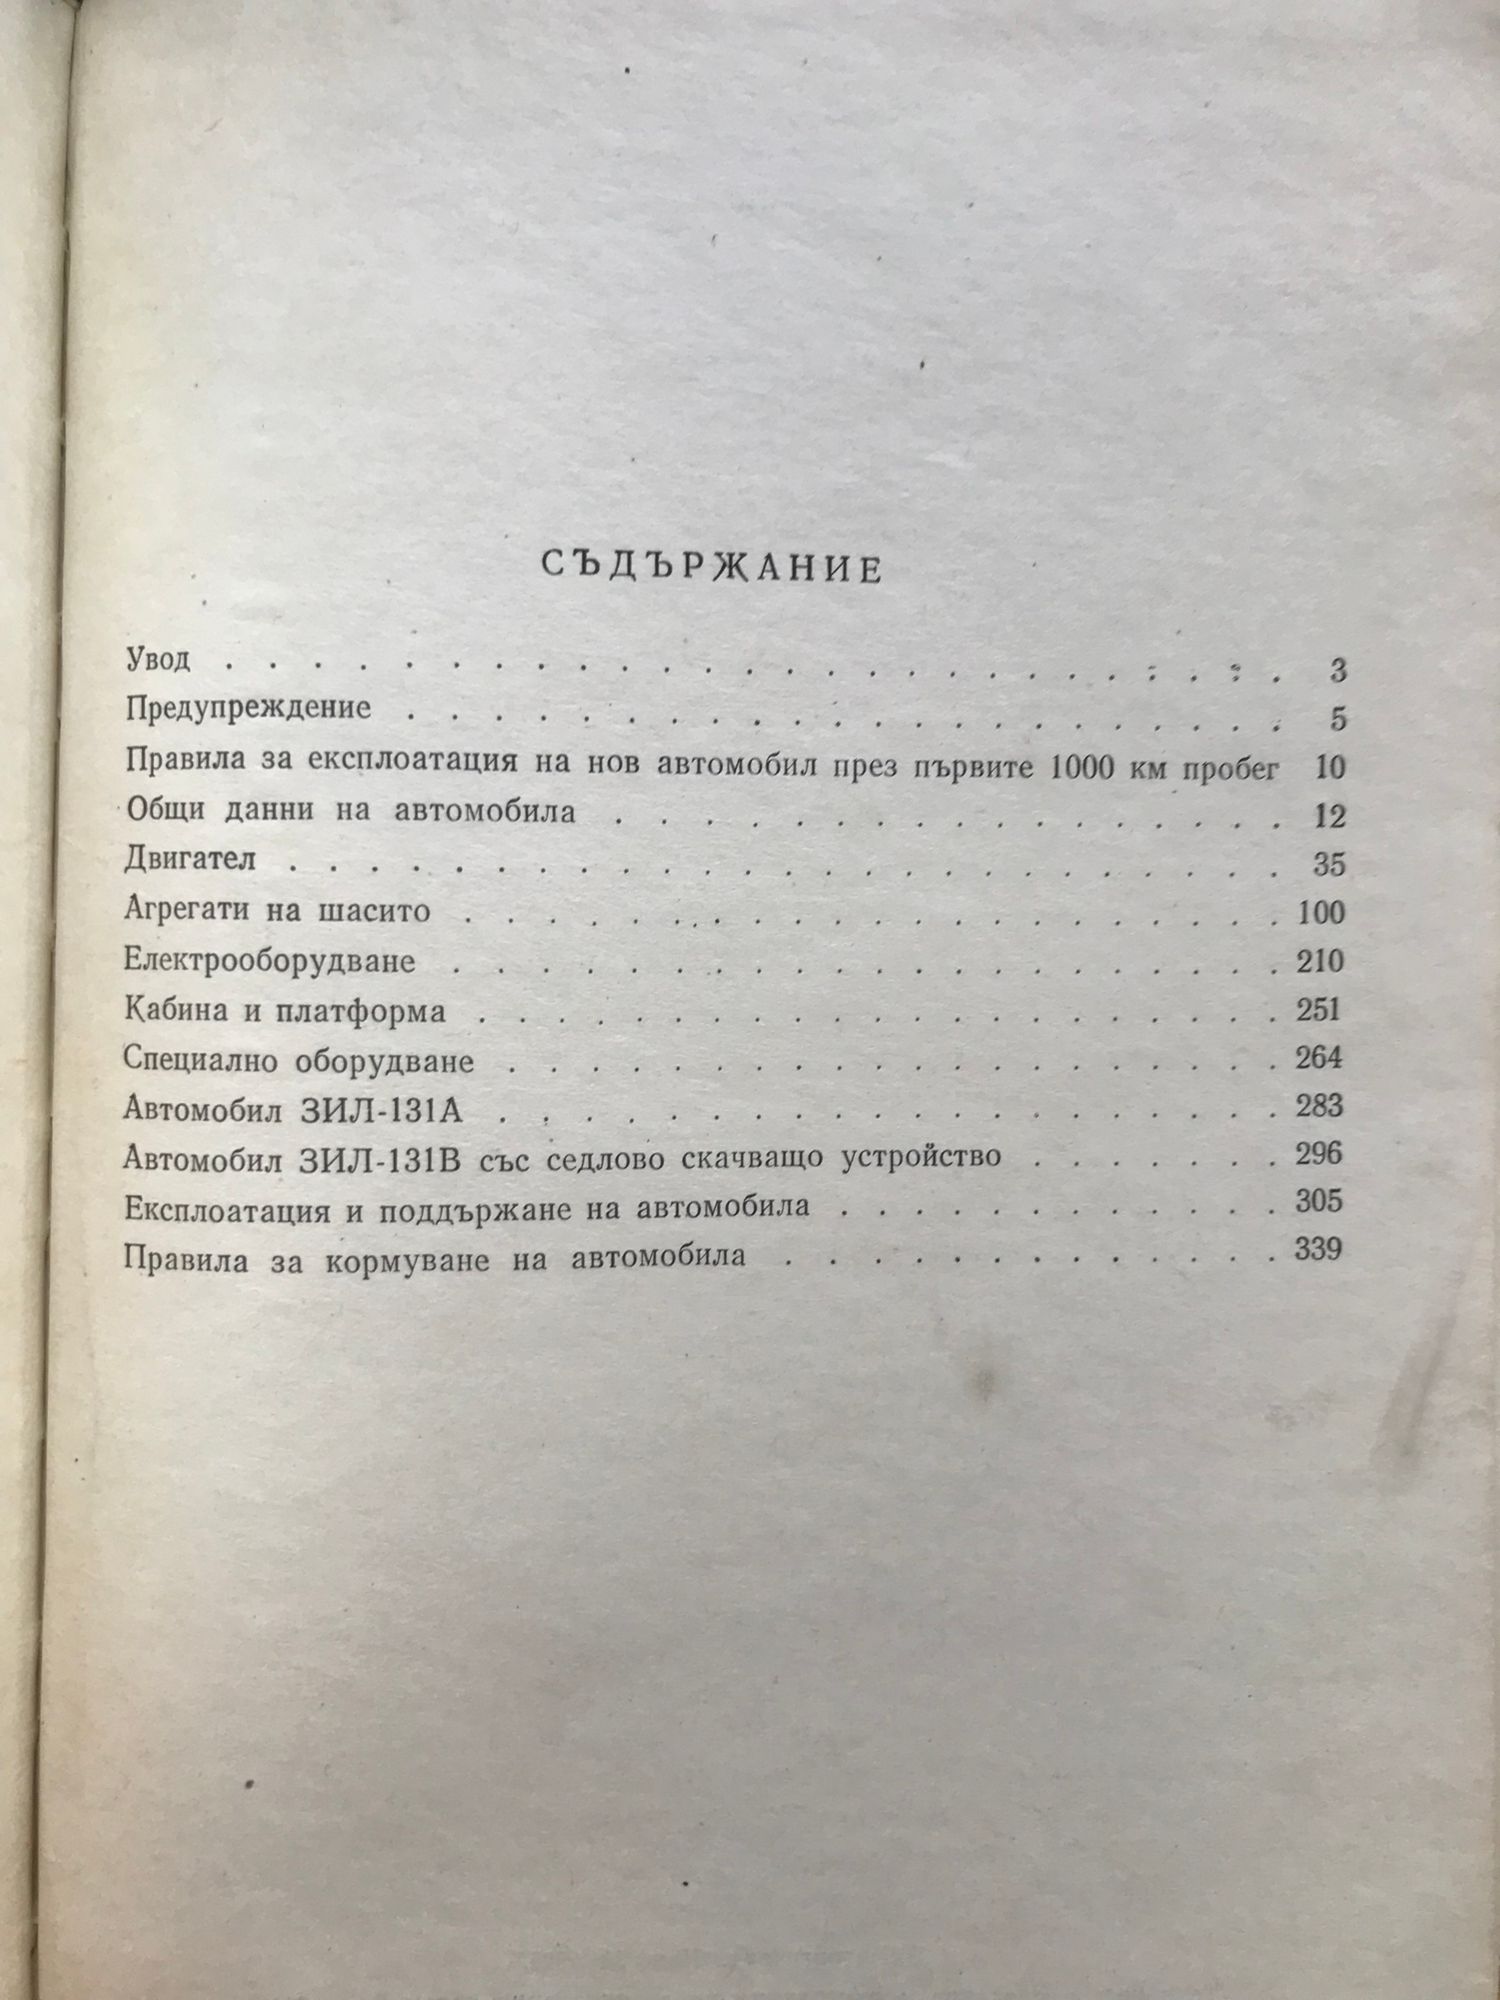 СЪДЪРЖАНИЕ
Увод . . . . . . . . . . . . . . . . . . . . . . . . . 3
Предупреждение . . . . . . . . . . . . . . . . . . . . . 5
Правила за експлоатация на нов автомобил през първите 1000 км пробег 10
Общи данни на автомобила . . . . . . . . . . . . . . . . . 12
Двигател . . . . . . . . . . . . . . . . . . . . . . . . 35
Агрегати на шасито . . . . . . . . . . . . . . . . . . . . 100
Електрооборудване . . . . . . . . . . . . . . . . . . . . 210
Кабина и платформа . . . . . . . . . . . . . . . . . . . . 251
Специално оборудване . . . . . . . . . . . . . . . . . . . 264
Автомобил ЗИЛ-131А . . . . . . . . . . . . . . . . . . . 283
Автомобил ЗИЛ-131В със седлово скачващо устройство . . . . . . . 296
Експлоатация и поддържане на автомобила . . . . . . . . . . . 305
Правила за кормуване на автомобила . . . . . . . . . . . . . 339